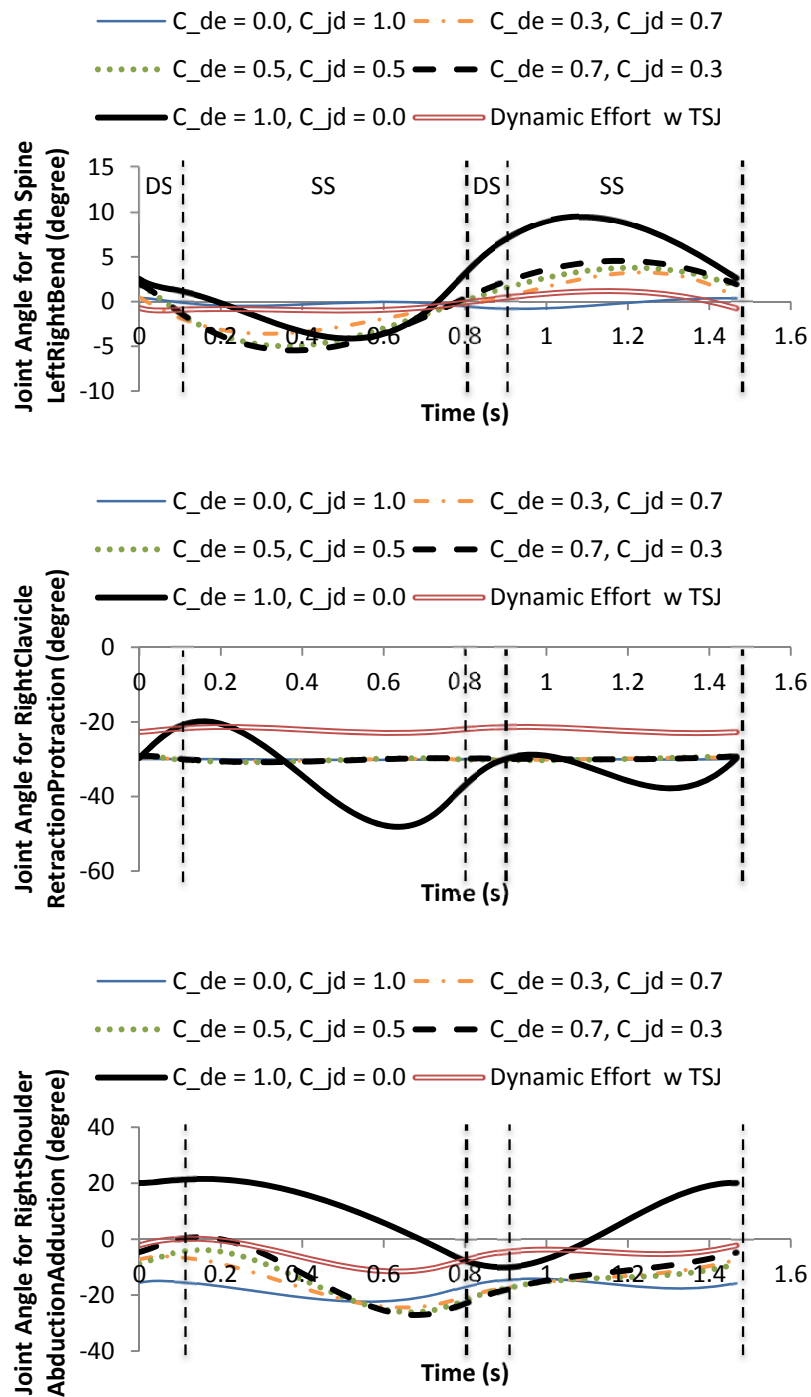 C_de = 0.0, C_jd = 1.0 C_de = 0.3, C_jd = 0.7
C_de = 0.5, C_jd = 0.5 C_de = 0.7, C_jd = 0.3
C_de = 1.0, C_jd = 0.0 Dynamic Effort w TSJ
Joint Angle for 4th Spine
LeftRightBend (degree)
15
10
5
0
-5
-10
DS SS DS SS
0 0.2 0.4 0.6 0.8 1 1.2 1.4 1.6
Time (s)
C_de = 0.0, C_jd = 1.0 C_de = 0.3, C_jd = 0.7
C_de = 0.5, C_jd = 0.5 C_de = 0.7, C_jd = 0.3
C_de = 1.0, C_jd = 0.0 Dynamic Effort w TSJ
Joint Angle for RightClavicle
RetractionProtraction (degree)
0
-20
-40
-60
0 0.2 0.4 0.6 0.8 1 1.2 1.4 1.6
Time (s)
C_de = 0.0, C_jd = 1.0 C_de = 0.3, C_jd = 0.7
C_de = 0.5, C_jd = 0.5 C_de = 0.7, C_jd = 0.3
C_de = 1.0, C_jd = 0.0 Dynamic Effort w TSJ
Joint Angle for RightShoulder
AbductionAdduction (degree)
40
20
0
-20
-40
0 0.2 0.4 0.6 0.8 1 1.2 1.4 1.6
Time (s)